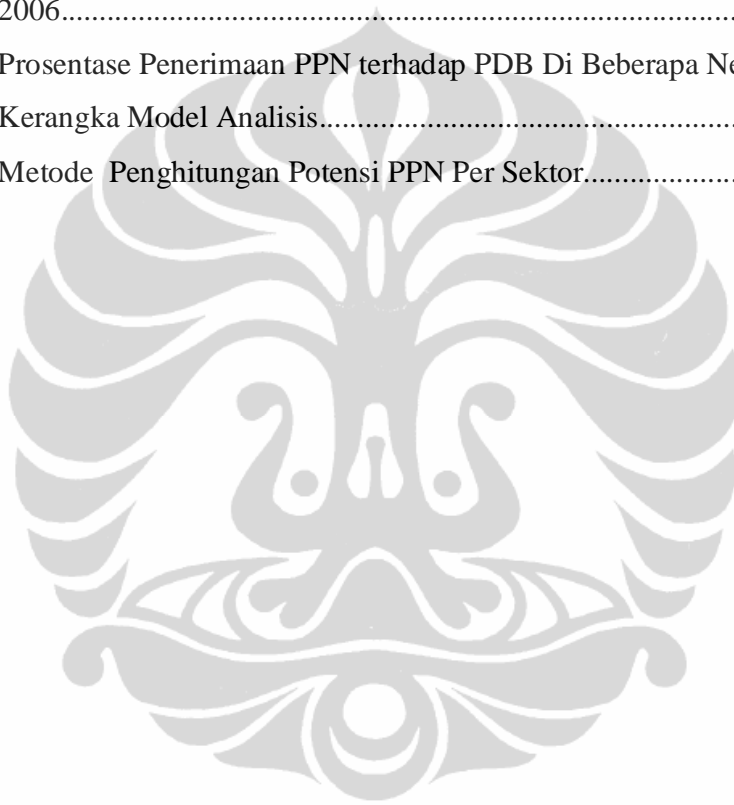 2006........................................................................................
Prosentase Penerimaan PPN terhadap PDB Di Beberapa Ne
Kerangka Model Analisis......................................................
Metode  Penghitungan Potensi PPN Per Sektor....................